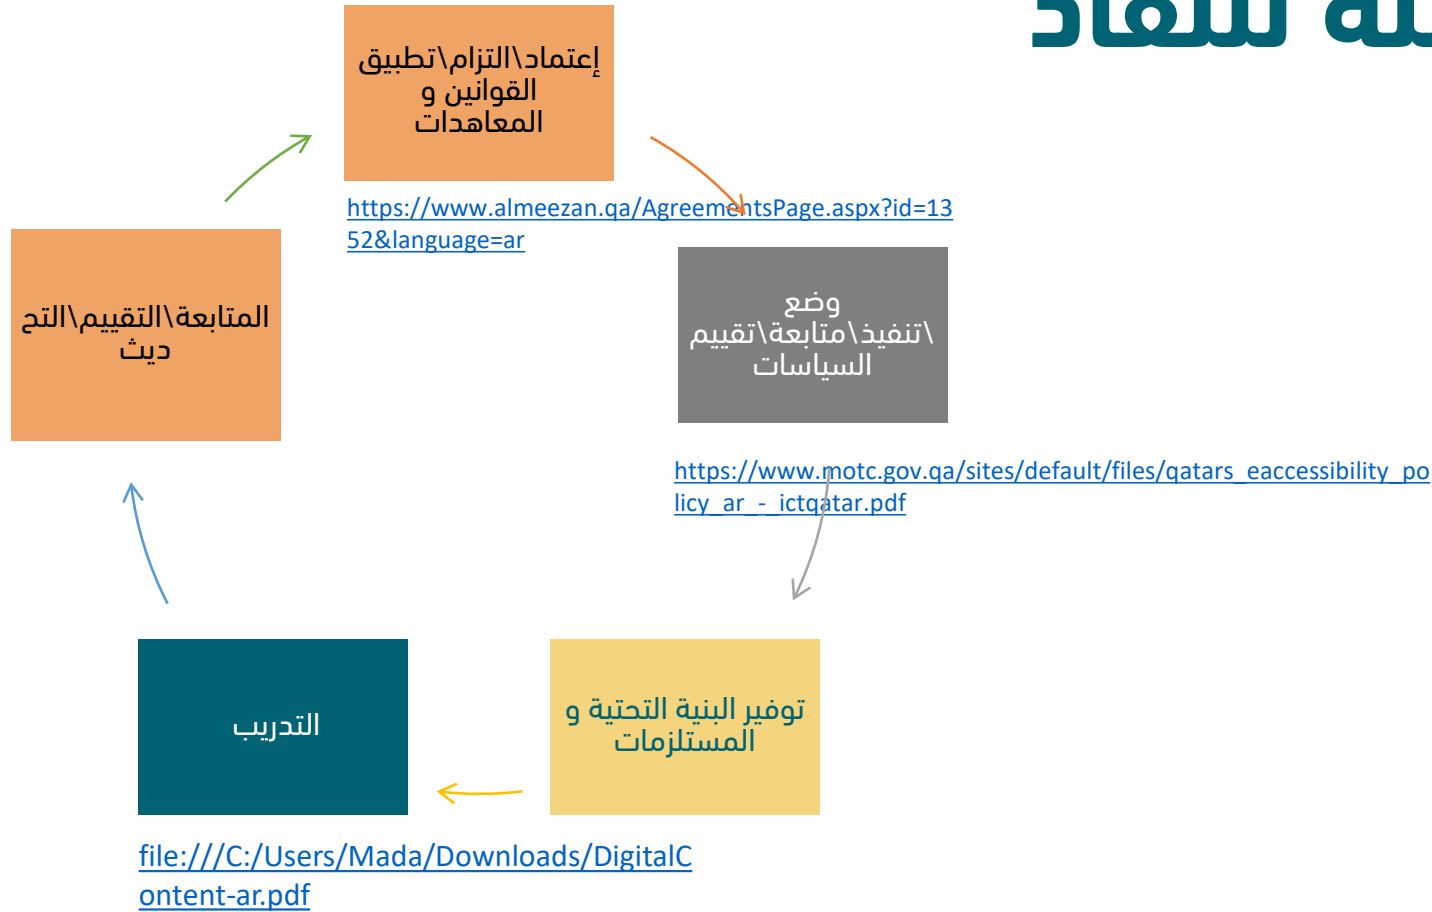 إعتماد\التزام\تطبيق
القوانين و
المعاهدات
https://www.almeezan.qa/AgreementsPage.aspx?id=13
52&language=ar
وضع
\تنفيذ\متابعة\تقييم
السياسات
https://www.motc.gov.qa/sites/default/files/qatars_eaccessibility_po
licy_ar_-_ictqatar.pdf
توفير البنية التحتية و
المستلزمات
التدريب
file:///C:/Users/Mada/Downloads/DigitalC
ontent-ar.pdf
المتابعة\التقييم\التح
ديث